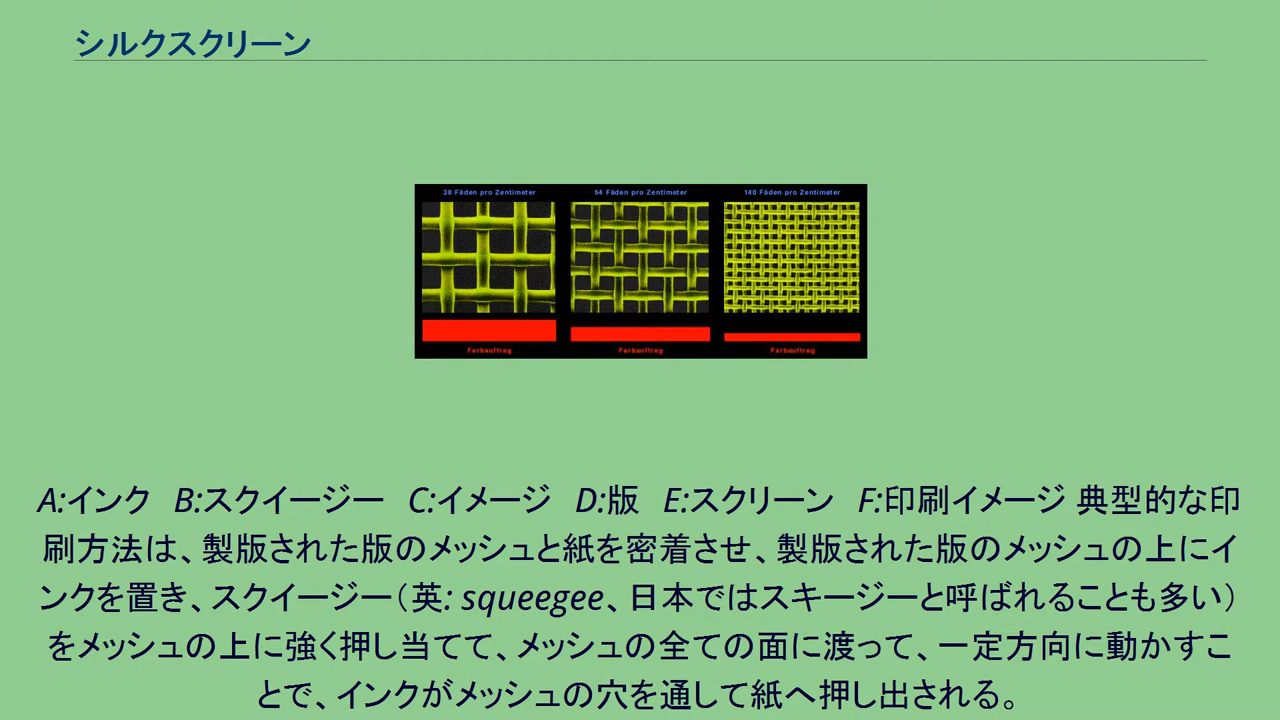 シルクスクリーン
38 Fäden pro Zentimeter
54 Fäden pro Zentimeter
140 Fäden pro Zentimeter
Farbauftrag
Farbauftrag
Farbauftrag
A:インク B:スクイージー C:イメージ D:版 E:スクリーン F:印刷イメージ 典型的な印
刷方法は、製版された版のメッシュと紙を密着させ、製版された版のメッシュの上にイ
ンクを置き、スクイージー（英: squeegee、日本ではスキージーと呼ばれることも多い）
をメッシュの上に強く押し当てて、メッシュの全ての面に渡って、一定方向に動かすこ
とで、インクがメッシュの穴を通して紙へ押し出される。